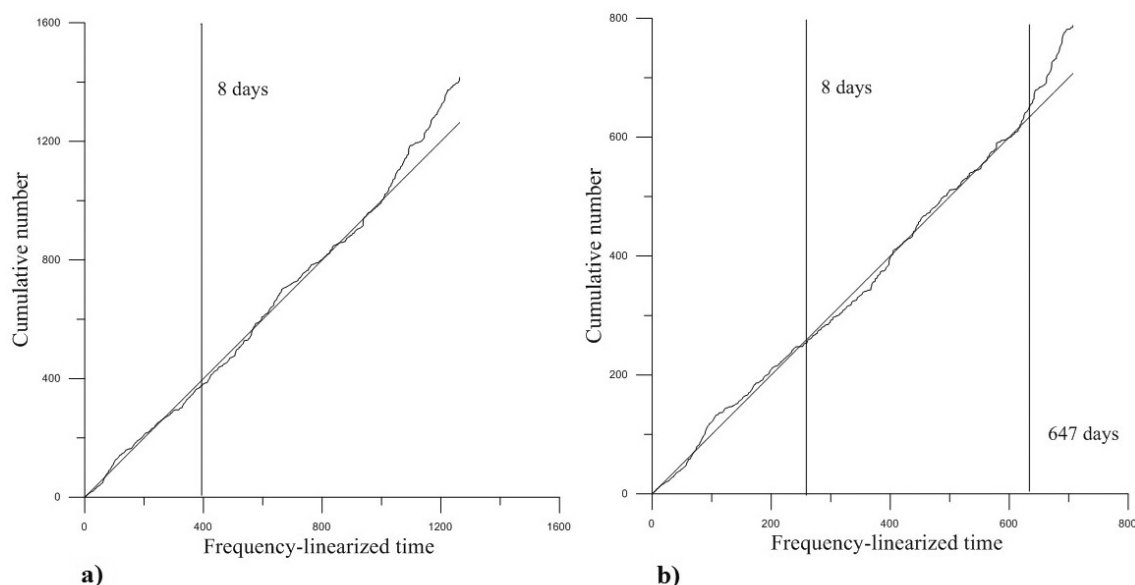 1600
1200
800
400
0
Cumulative number
8 days
0
400
800
1200
1600
Frequency-linearized time
a)
800
600
400
200
0
Cumulative number
8 days
647 days
0
200
400
600
800
Frequency-linearized time
b)